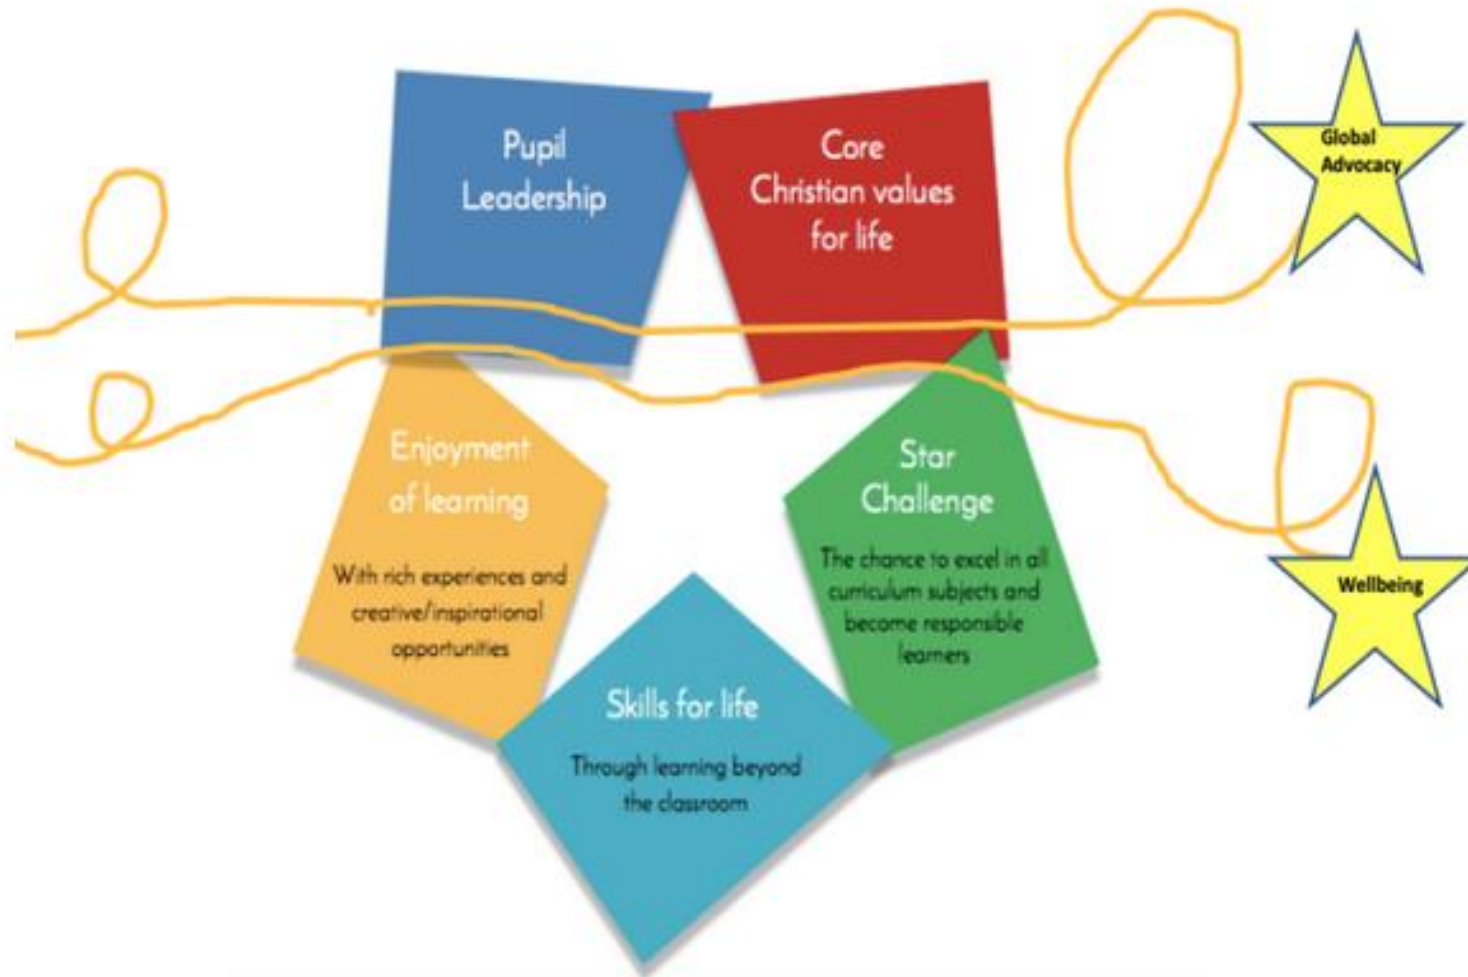 Pupil
Leadership
Core
Christian values
for life
Global
Advocacy
Enjoyment
of learning
With rich experiences and
creative/inspirational
opportunities
Star
Challenge
The chance to excel in all
curriculum subjects and
become responsible
learners
Wellbeing
Skills for life
Through learning beyond
the classroom